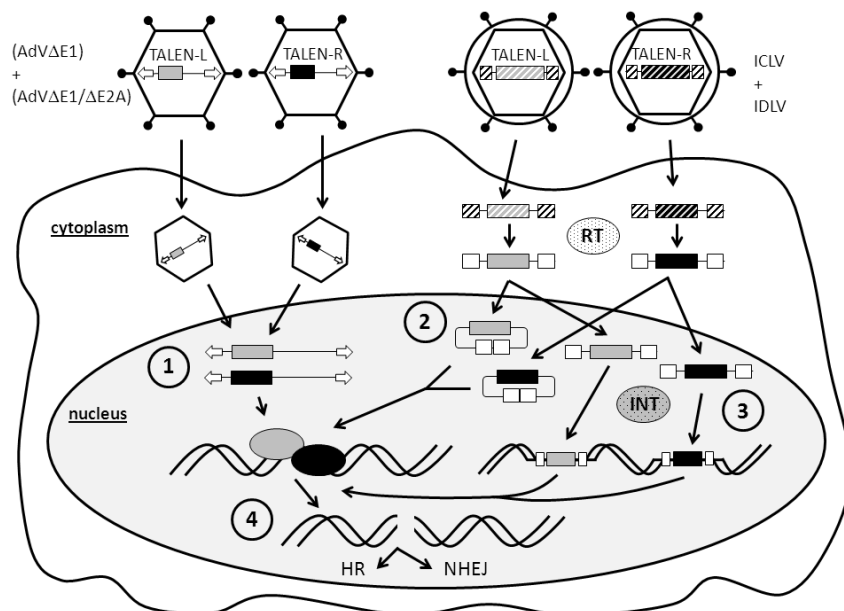 (AdVΔE1)
+
(AdVΔE1/ΔE2A)
TALEN-L
TALEN-R
TALEN-L
TALEN-R
ICLV
+
IDLV
cytoplasm
RT
2
1
INT
3
nucleus
4
HR
NHEJ